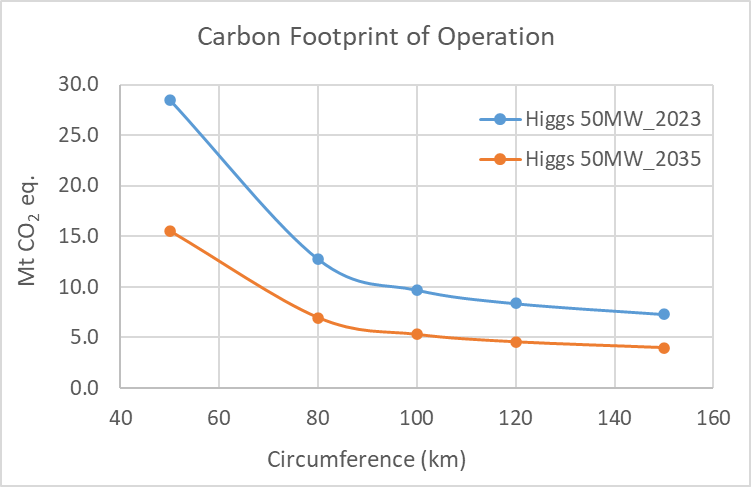 Carbon Footprint of Operation
30.0
25.0
20.0
15.0
10.0
5.0
0.0
Mt CO₂ eq.
Higgs 50MW_2023
Higgs 50MW_2035
40 60 80 100 120 140 160
Circumference (km)